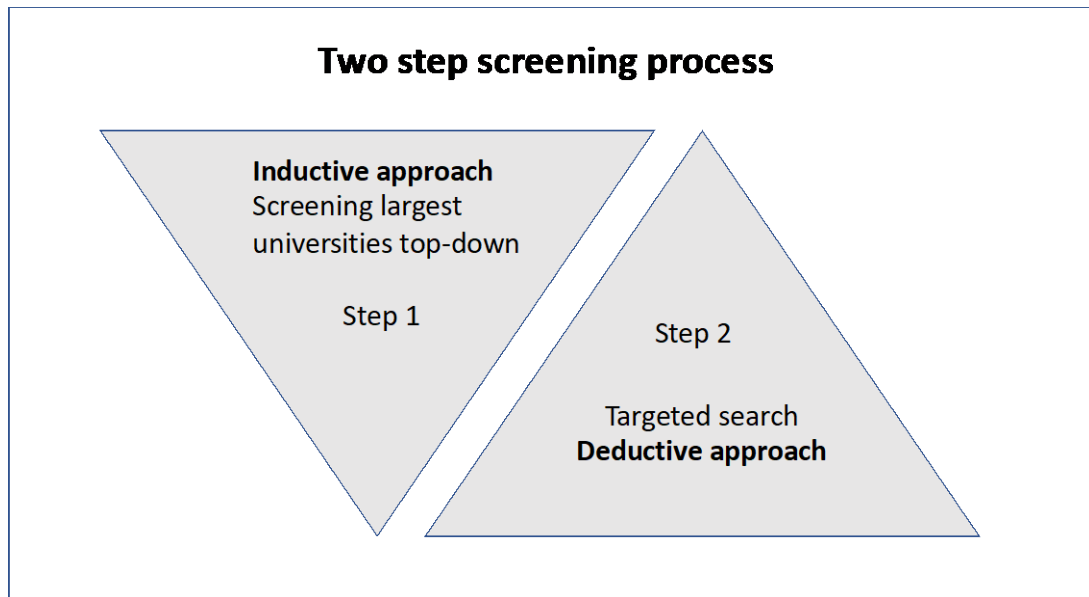 Two step screening process
Inductive approach
Screening largest
universities top-down
Step 1
Step 2
Targeted search
Deductive approach